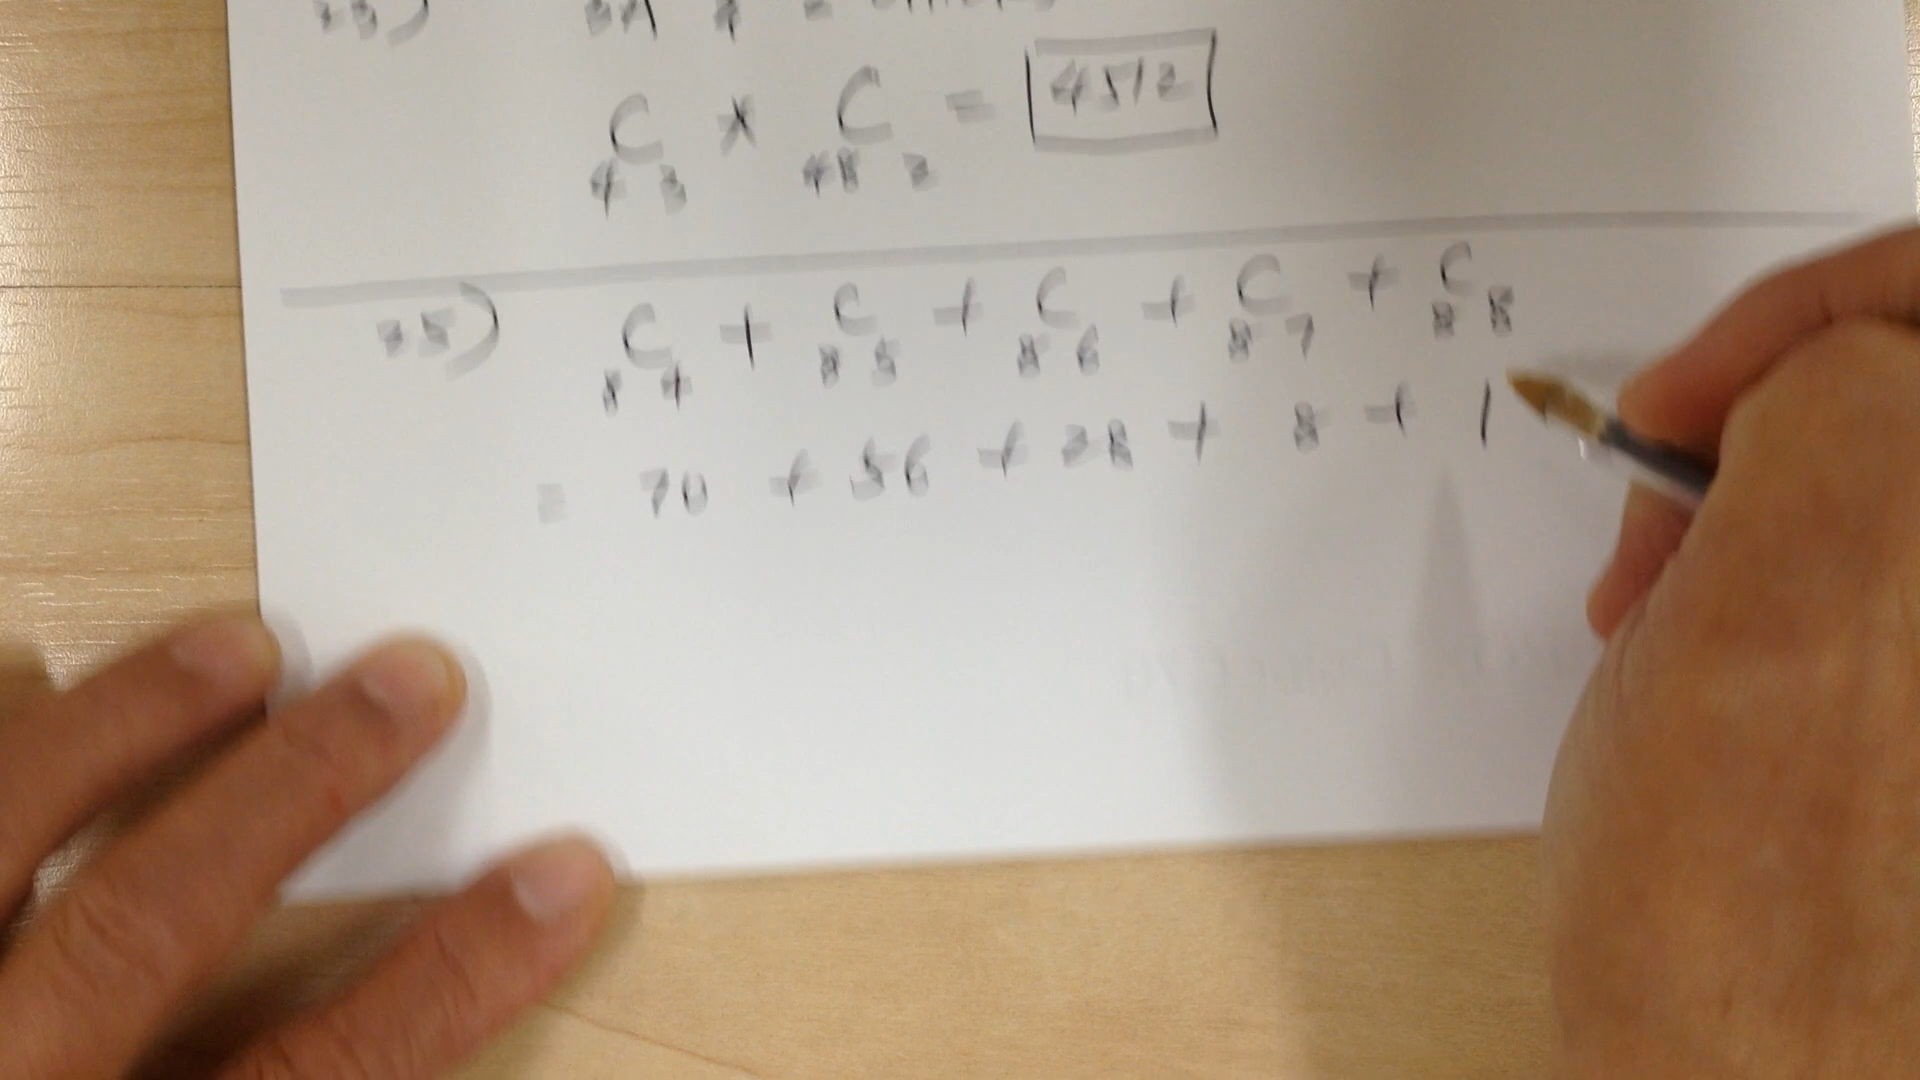 C × C = 4512
4 3 48 2
35) C + C + C + C + C
8 4 8 5 8 6 8 7 8 8
= 70 + 56 + 28 + 8 + 1